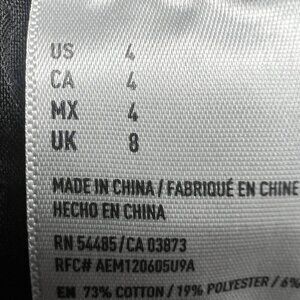 US 4
CA 4
MX 4
UK 8
MADE IN CHINA / FABRIQUÉ EN CHINE
HECHO EN CHINA
RN 54485/CA 03873
RFC# AEM120605U9A
EN 73% COTTON / 19% POLYESTER / 6%